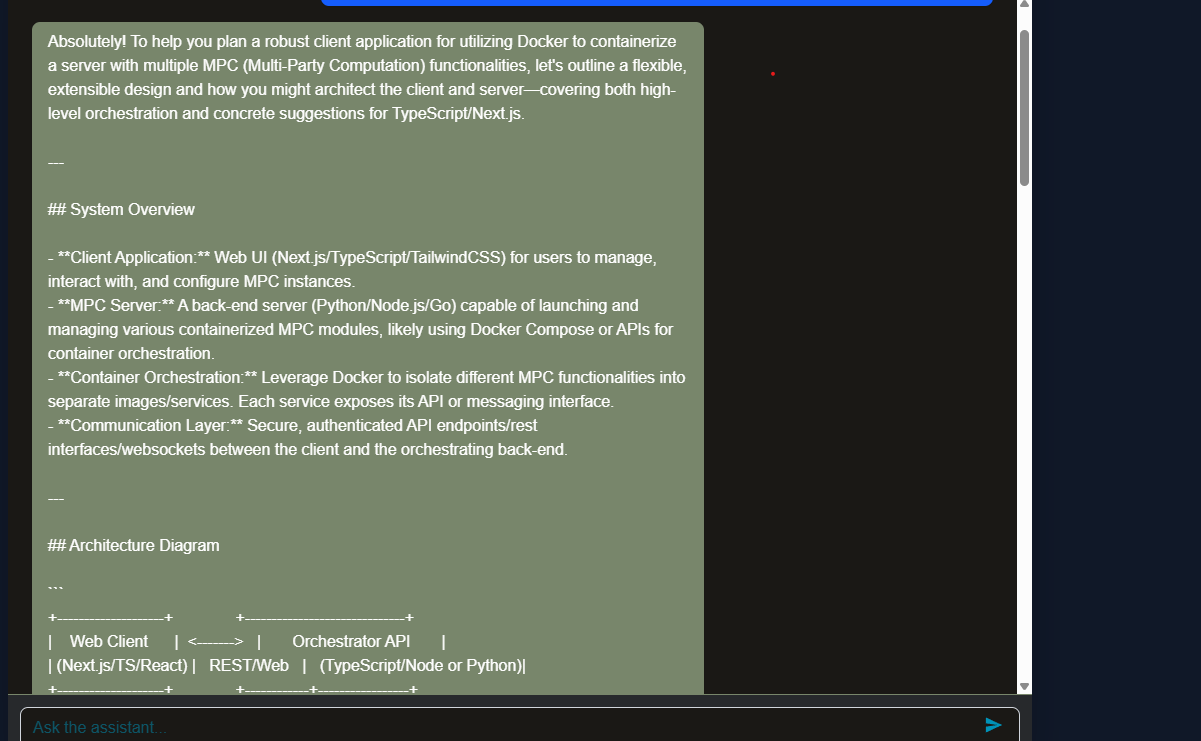 Absolutely! To help you plan a robust client application for utilizing Docker to containerize
a server with multiple MPC (Multi-Party Computation) functionalities, let's outline a flexible,
extensible design and how you might architect the client and server—covering both high-
level orchestration and concrete suggestions for TypeScript/Next.js.
---
## System Overview
- **Client Application:** Web UI (Next.js/TypeScript/TailwindCSS) for users to manage,
interact with, and configure MPC instances.
- **MPC Server:** A back-end server (Python/Node.js/Go) capable of launching and
managing various containerized MPC modules, likely using Docker Compose or APIs for
container orchestration.
- **Container Orchestration:** Leverage Docker to isolate different MPC functionalities into
separate images/services. Each service exposes its API or messaging interface.
- **Communication Layer:** Secure, authenticated API endpoints/rest
interfaces/websockets between the client and the orchestrating back-end.
---
## Architecture Diagram
```
+--------------------+ +------------------------------+
| Web Client | <-------> | Orchestrator API |
| (Next.js/TS/React) | REST/Web | (TypeScript/Node or Python)|
+--------------------+ +------------+-----------------+
Ask the assistant...